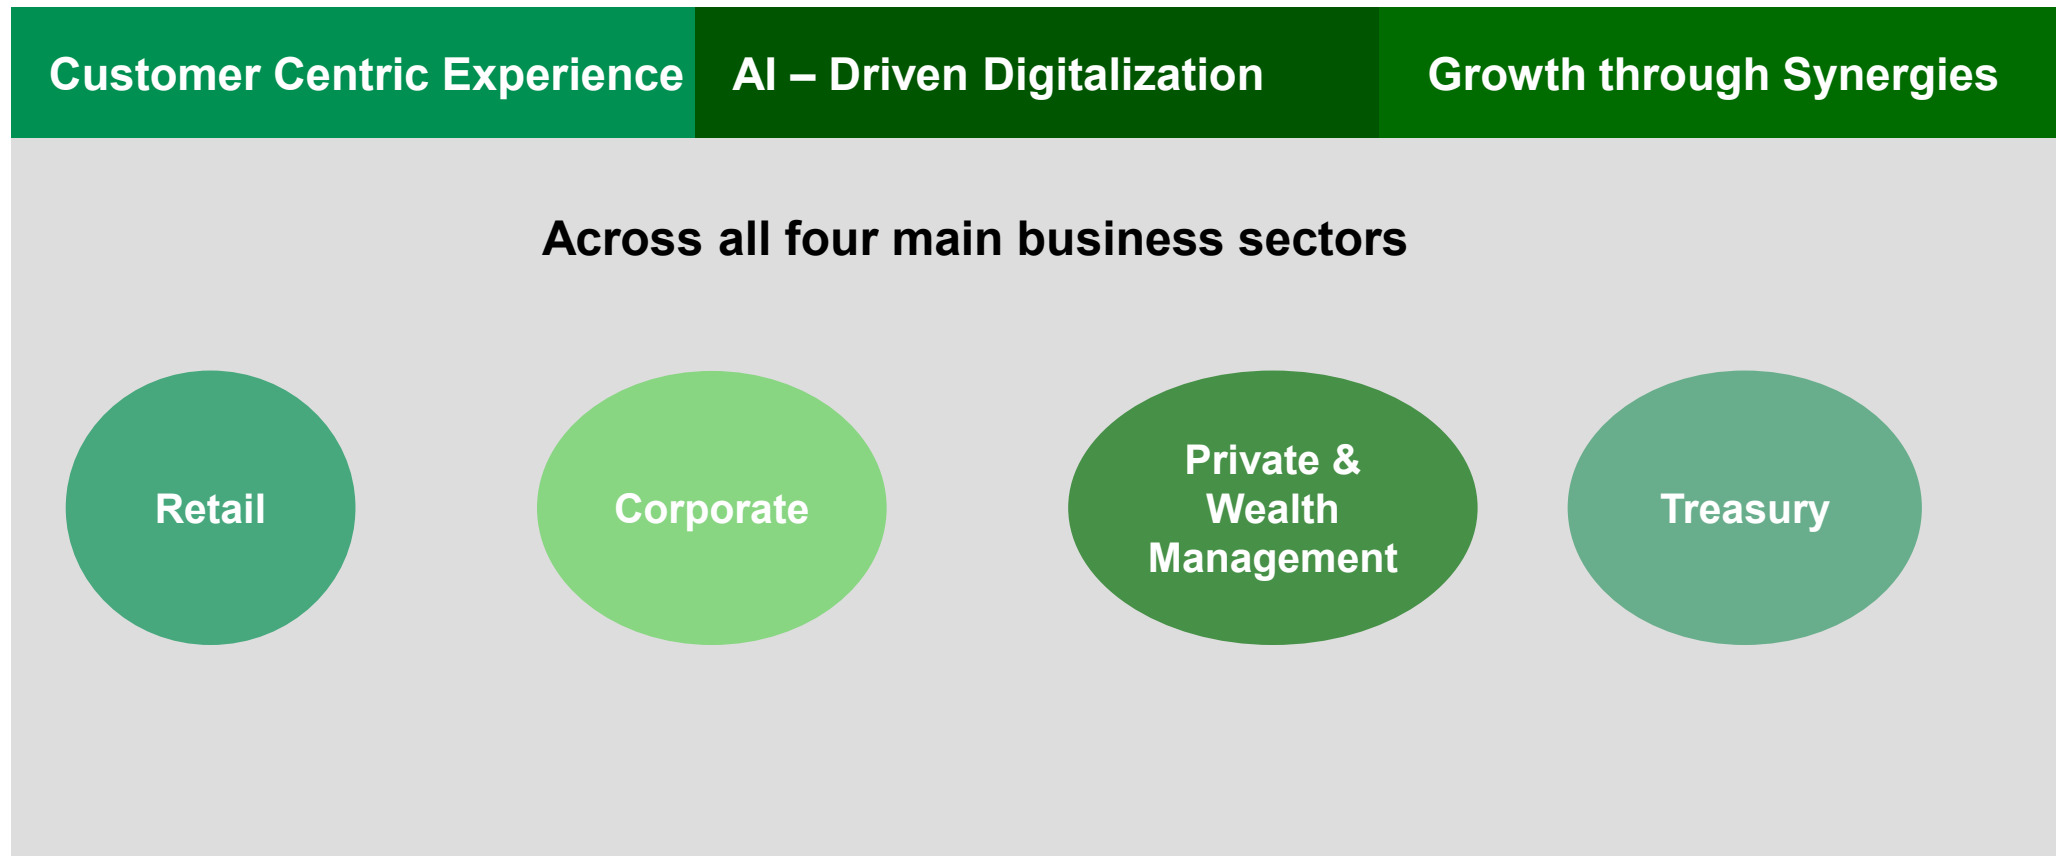 Customer Centric Experience
AI – Driven Digitalization
Growth through Synergies
Across all four main business sectors
Retail
Corporate
Private &
Wealth
Management
Treasury